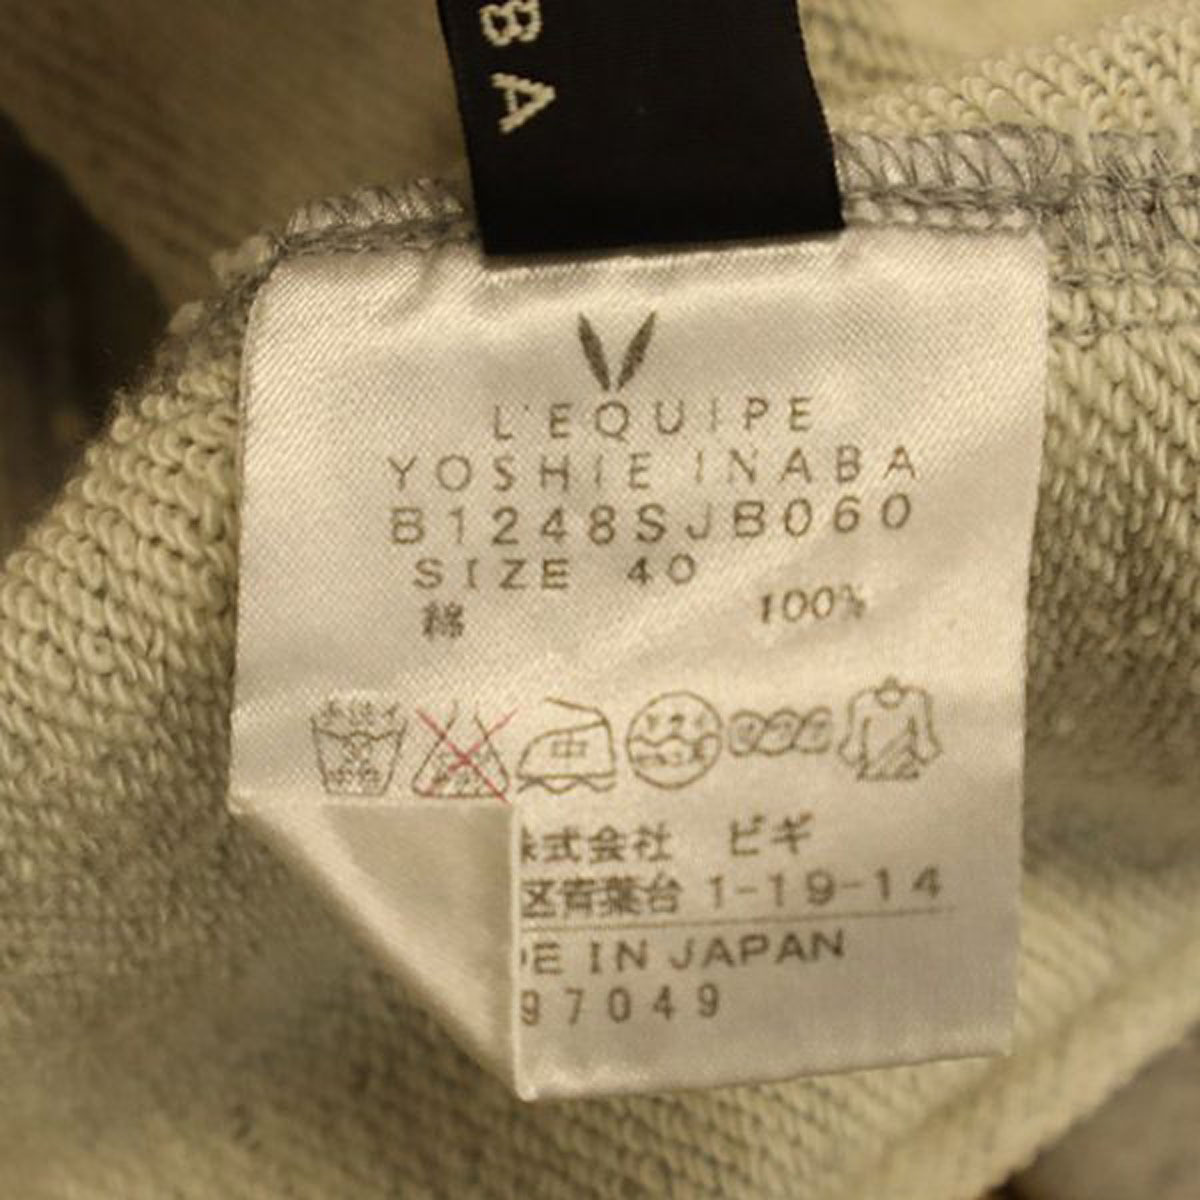 BA
L'EQUIPE
YOSHIE INABA
B1248SJB060
SIZE 40
綿 100%
中
式会社 ビギ
区青葉台 1-19-14
E IN JAPAN
97049